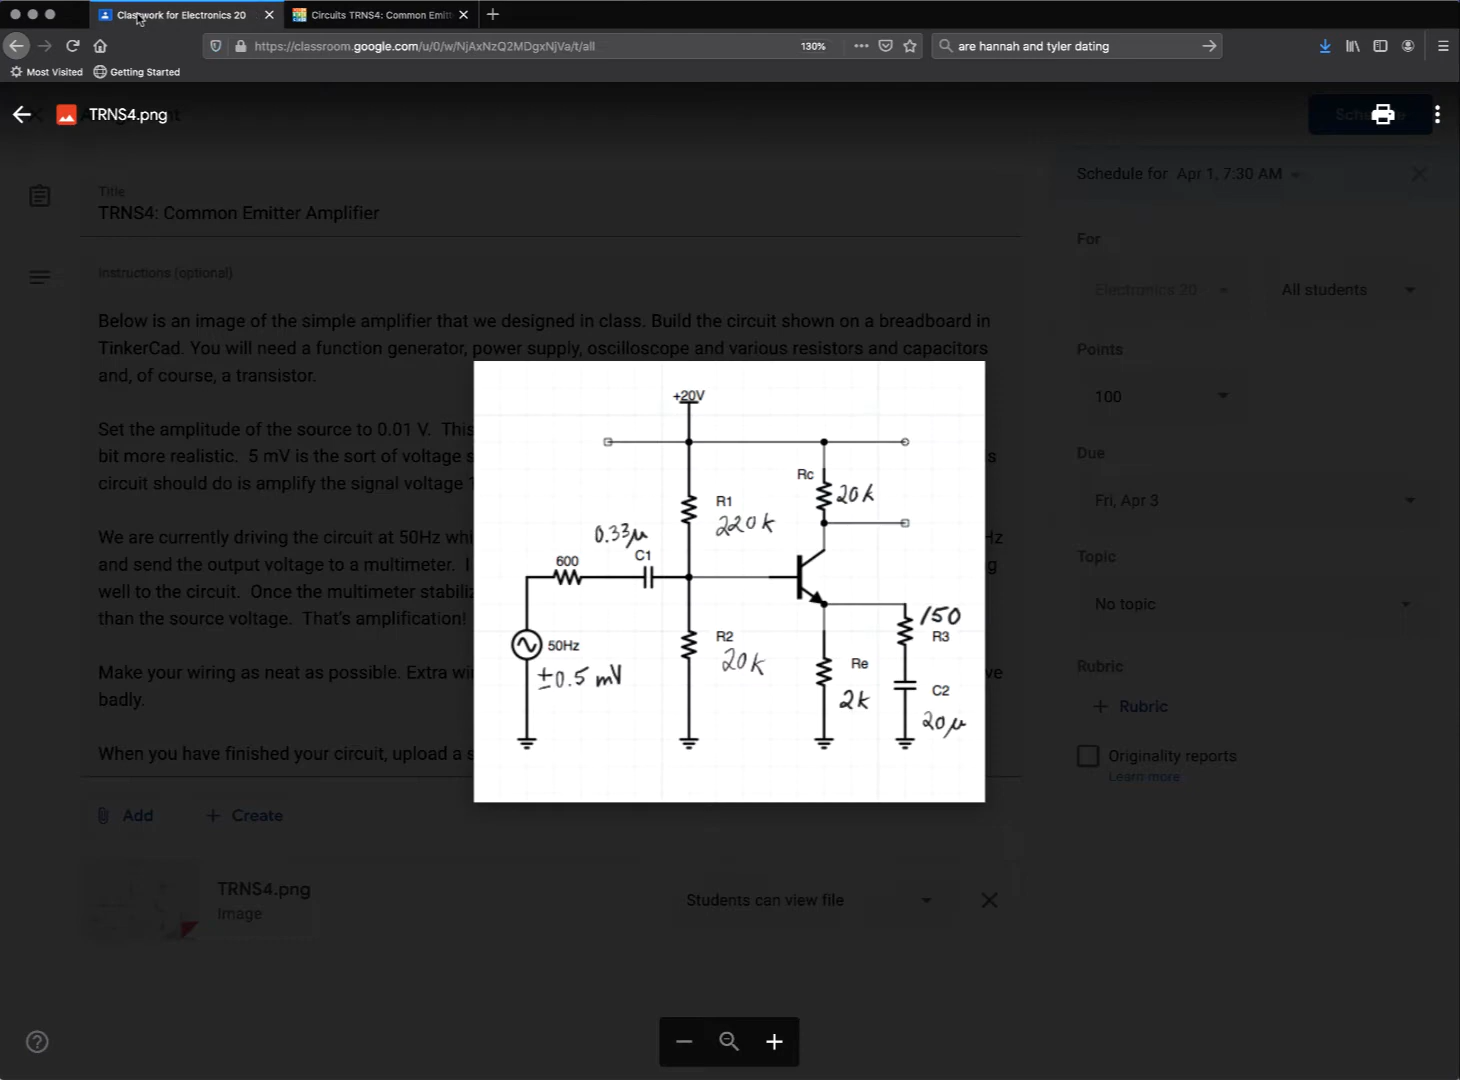 Classwork for Electronics 20
Circuits TRNS4: Common Emit
https://classroom.google.com/u/0/w/NjAxNzQ2MDgxNjVa/t/all
130%
are hannah and tyler dating
Most Visited
Getting Started
TRNS4.png
Schedule for Apr 1, 7:30 AM
Title
TRNS4: Common Emitter Amplifier
For
Instructions (optional)
Electronics 20
All students
Below is an image of the simple amplifier that we designed in class. Build the circuit shown on a breadboard in
TinkerCad. You will need a function generator, power supply, oscilloscope and various resistors and capacitors
and, of course, a transistor.
Points
100
Set the amplitude of the source to 0.01 V. This
bit more realistic. 5 mV is the sort of voltage s
circuit should do is amplify the signal voltage
Due
Fri, Apr 3
We are currently driving the circuit at 50Hz whi
Hz
and send the output voltage to a multimeter. I
g
well to the circuit. Once the multimeter stabiliz
than the source voltage. That's amplification!
Topic
No topic
Make your wiring as neat as possible. Extra wi
ve
badly.
Rubric
+ Rubric
When you have finished your circuit, upload a s
Originality reports
Learn more
+20V
Rc
20k
R1
220k
0.33µ
C1
600
50Hz
±0.5 mV
R2
20k
150
R3
Re
2k
C2
20µ
Add
+ Create
TRNS4.png
Image
Students can view file